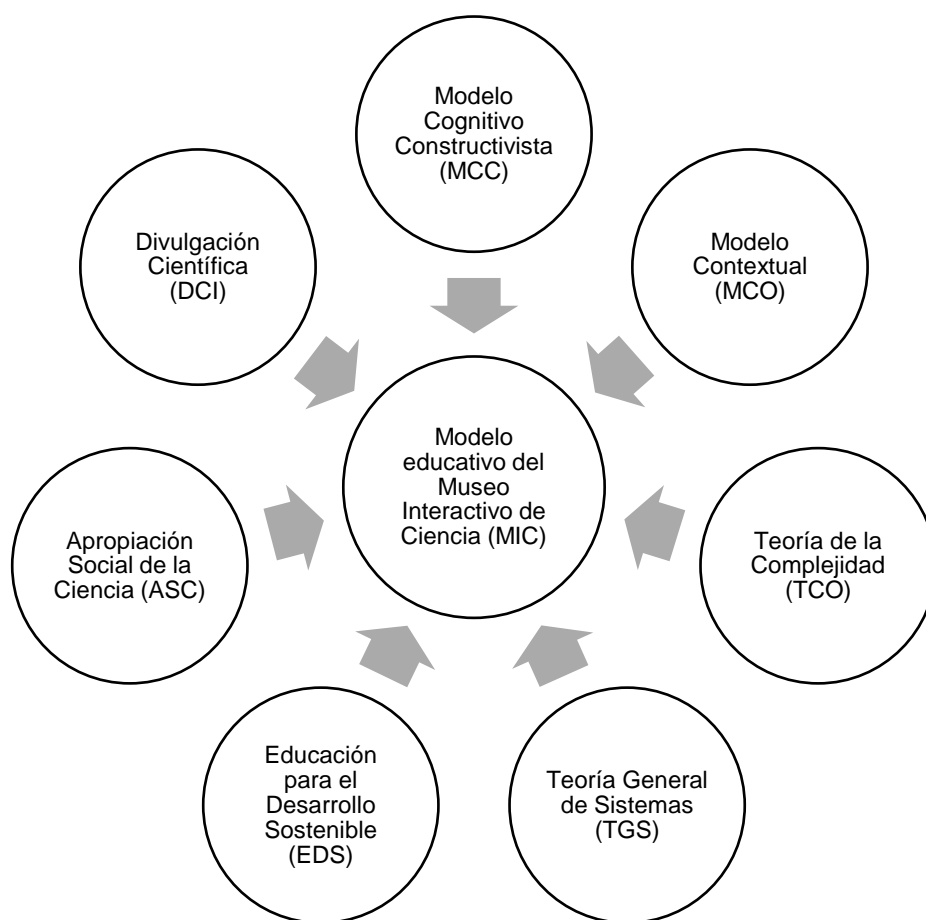 Modelo
Cognitivo
Constructivista
(MCC)
Divulgación
Científica
(DCI)
Modelo
Contextual
(MCO)
Modelo
educativo del
Museo
Interactivo de
Ciencia (MIC)
Apropiación
Social de la
Ciencia (ASC)
Teoría de la
Complejidad
(TCO)
Educación
para el
Desarrollo
Sostenible
(EDS)
Teoría General
de Sistemas
(TGS)